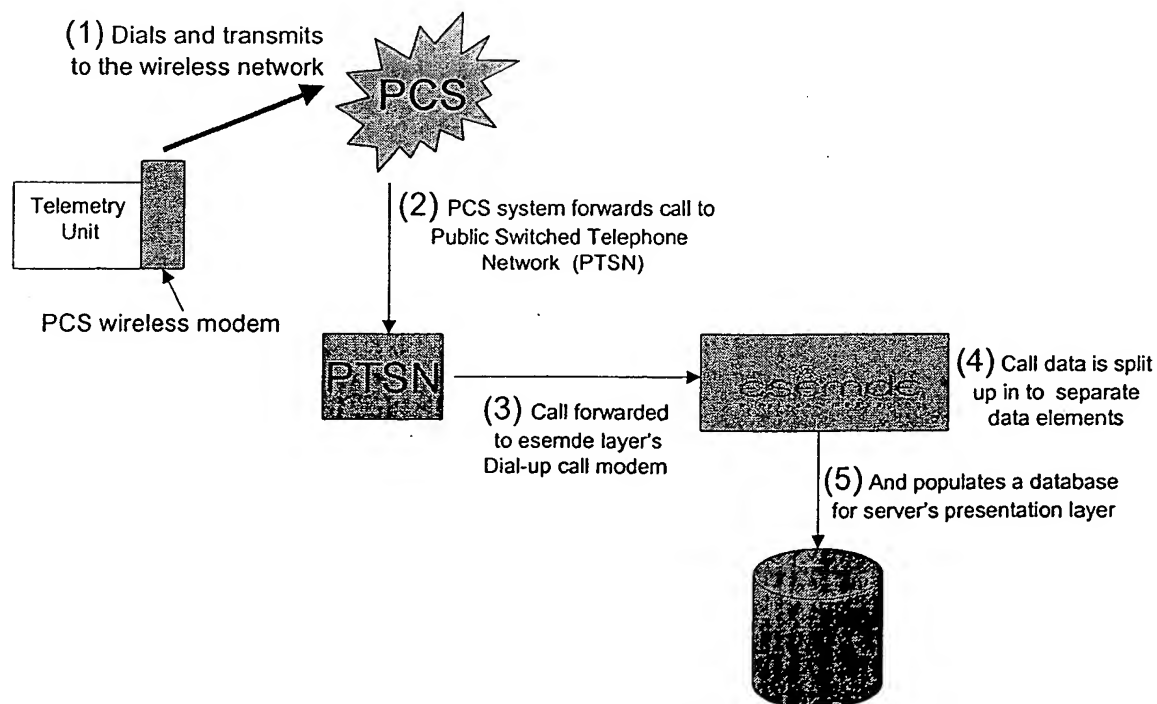 (1) Dials and transmits
to the wireless network
PCS
Telemetry
Unit
PCS wireless modem
(2) PCS system forwards call to
Public Switched Telephone
Network (PTSN)
PTSN
(3) Call forwarded
to esemde layer's
Dial-up call modem
esemde
(4) Call data is split
up in to separate
data elements
(5) And populates a database
for server's presentation layer